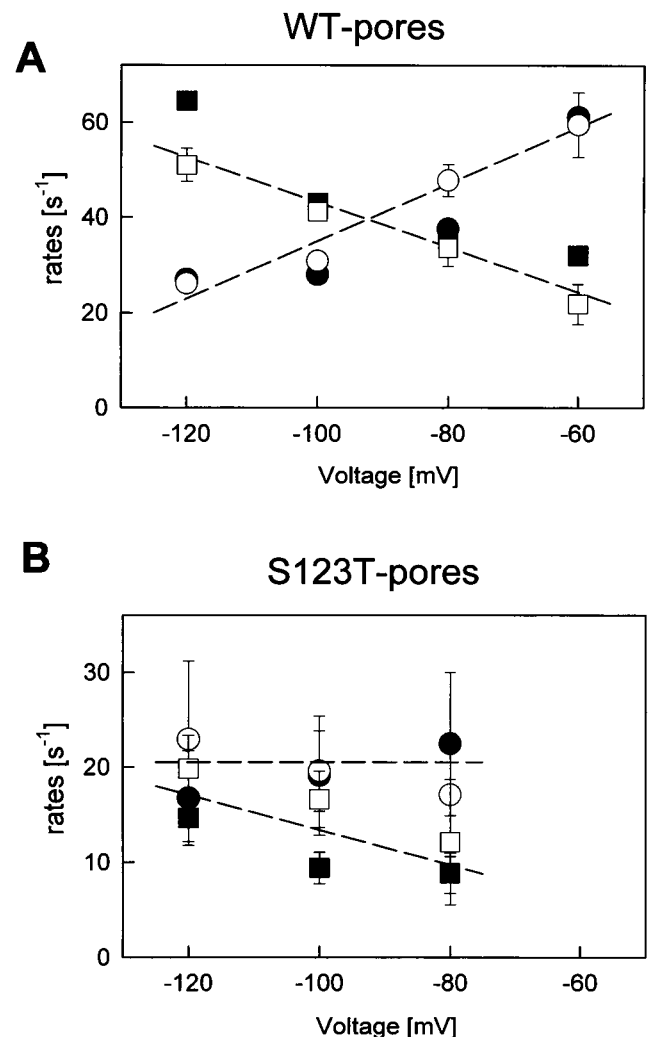 WT-pores
A
60
40
20
0
rates [s⁻¹]
-120 -100 -80 -60
Voltage [mV]
B
S123T-pores
30
20
10
0
rates [s⁻¹]
-120 -100 -80 -60
Voltage [mV]